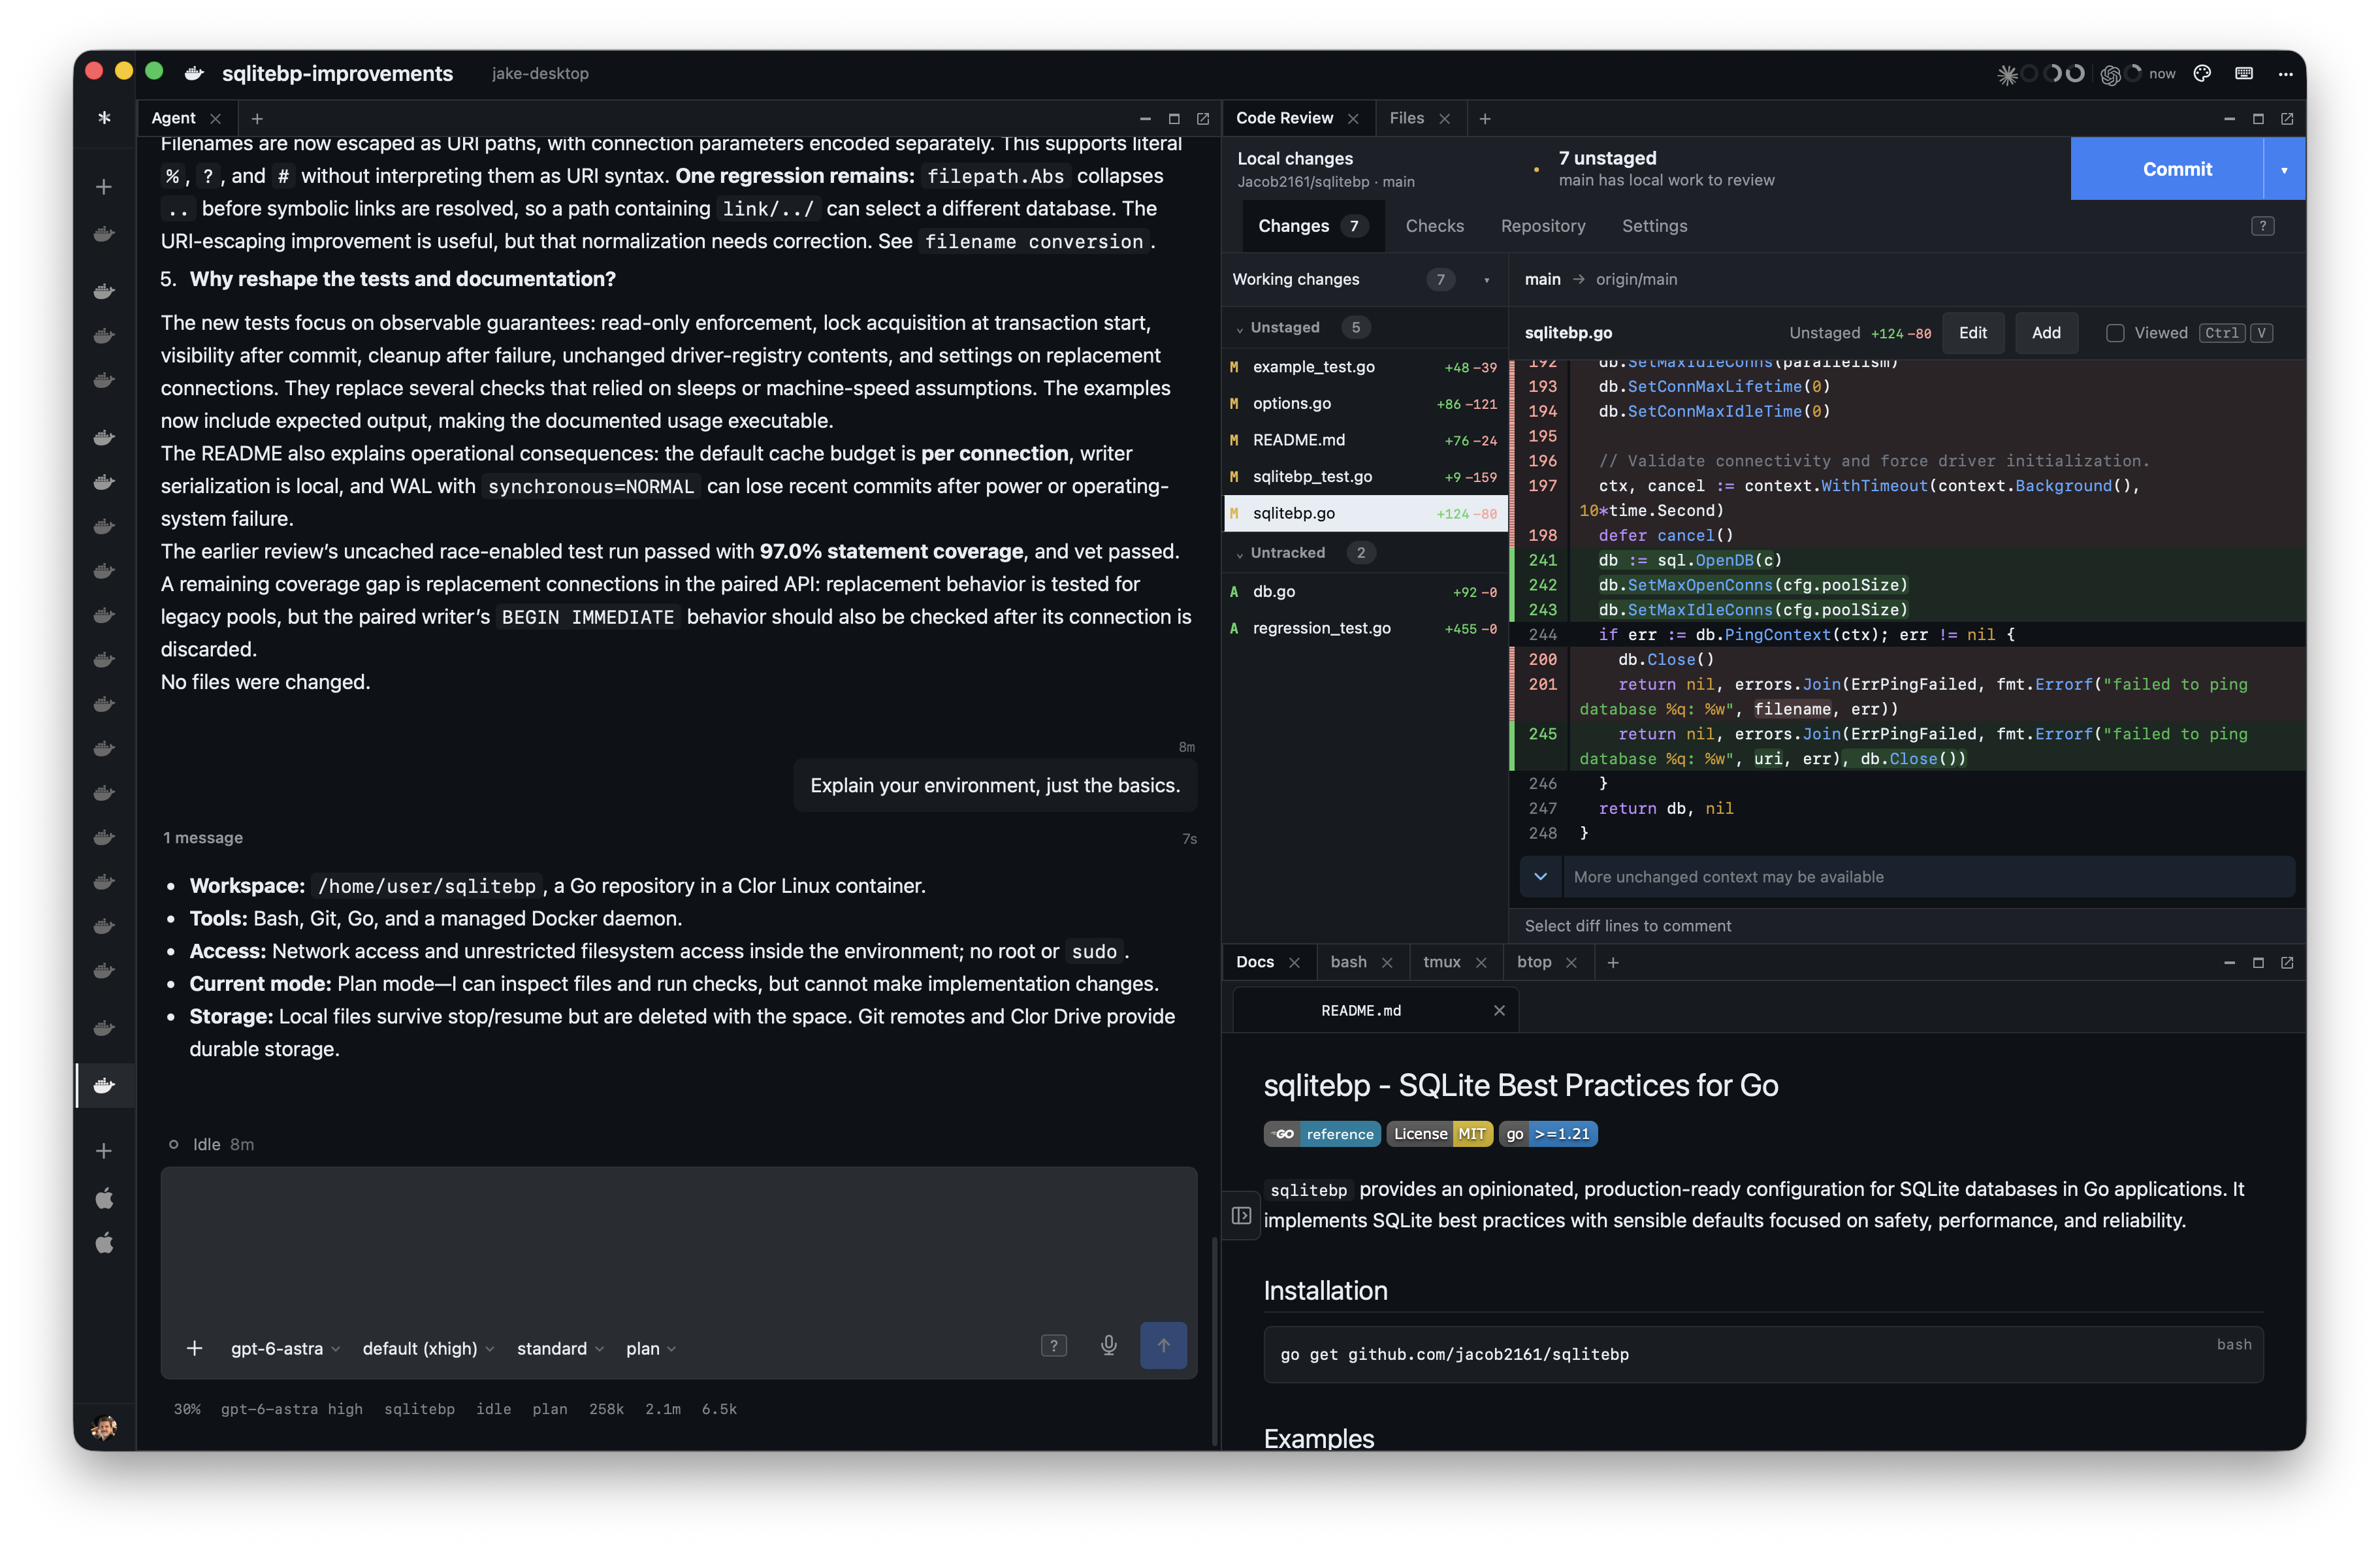 sqlitebp-improvements jake-desktop
now
Agent
Filenames are now escaped as URI paths, with connection parameters encoded separately. This supports literal
%, ?, and # without interpreting them as URI syntax. One regression remains: filepath.Abs collapses
.. before symbolic links are resolved, so a path containing link/../ can select a different database. The
URI-escaping improvement is useful, but that normalization needs correction. See filename conversion.
5. Why reshape the tests and documentation?
The new tests focus on observable guarantees: read-only enforcement, lock acquisition at transaction start,
visibility after commit, cleanup after failure, unchanged driver-registry contents, and settings on replacement
connections. They replace several checks that relied on sleeps or machine-speed assumptions. The examples
now include expected output, making the documented usage executable.
The README also explains operational consequences: the default cache budget is per connection, writer
serialization is local, and WAL with synchronous=NORMAL can lose recent commits after power or operating-
system failure.
The earlier review’s uncached race-enabled test run passed with 97.0% statement coverage, and vet passed.
A remaining coverage gap is replacement connections in the paired API: replacement behavior is tested for
legacy pools, but the paired writer’s BEGIN IMMEDIATE behavior should also be checked after its connection is
discarded.
No files were changed.
8m
Explain your environment, just the basics.
1 message 7s
• Workspace: /home/user/sqlitebp, a Go repository in a Clor Linux container.
• Tools: Bash, Git, Go, and a managed Docker daemon.
• Access: Network access and unrestricted filesystem access inside the environment; no root or sudo.
• Current mode: Plan mode—I can inspect files and run checks, but cannot make implementation changes.
• Storage: Local files survive stop/resume but are deleted with the space. Git remotes and Clor Drive provide
durable storage.
Idle 8m
gpt-6-astra default (xhigh) standard plan ?
30% gpt-6-astra high sqlitebp idle plan 258k 2.1m 6.5k
Code Review Files
Local changes
Jacob2161/sqlitebp · main
7 unstaged
main has local work to review
Commit
Changes 7 Checks Repository Settings ?
Working changes 7
Unstaged 5
M example_test.go +48 −39
M options.go +86 −121
M README.md +76 −24
M sqlitebp_test.go +9 −159
M sqlitebp.go +124 −80
Untracked 2
A db.go +92 −0
A regression_test.go +455 −0
main → origin/main
sqlitebp.go Unstaged +124 −80 Edit Add Viewed Ctrl V
192 db.SetMaxIdleConns(parallelism)
193 db.SetConnMaxLifetime(0)
194 db.SetConnMaxIdleTime(0)
195
196 // Validate connectivity and force driver initialization.
197 ctx, cancel := context.WithTimeout(context.Background(),
10*time.Second)
198 defer cancel()
241 db := sql.OpenDB(c)
242 db.SetMaxOpenConns(cfg.poolSize)
243 db.SetMaxIdleConns(cfg.poolSize)
244 if err := db.PingContext(ctx); err != nil {
200 db.Close()
201 return nil, errors.Join(ErrPingFailed, fmt.Errorf("failed to ping
database %q: %w", filename, err))
245 return nil, errors.Join(ErrPingFailed, fmt.Errorf("failed to ping
database %q: %w", uri, err), db.Close())
246 }
247 return db, nil
248 }
More unchanged context may be available
Select diff lines to comment
Docs bash tmux btop
README.md
sqlitebp - SQLite Best Practices for Go
GO reference License MIT go >=1.21
sqlitebp provides an opinionated, production-ready configuration for SQLite databases in Go applications. It
implements SQLite best practices with sensible defaults focused on safety, performance, and reliability.
Installation
bash
go get github.com/jacob2161/sqlitebp
Examples